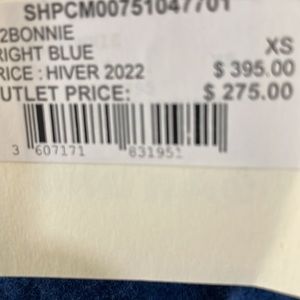 SHPCM00751047701
2BONNIE
RIGHT BLUE XS
RICE : HIVER 2022 $ 395.00
UTLET PRICE: $ 275.00
3 607171 831951